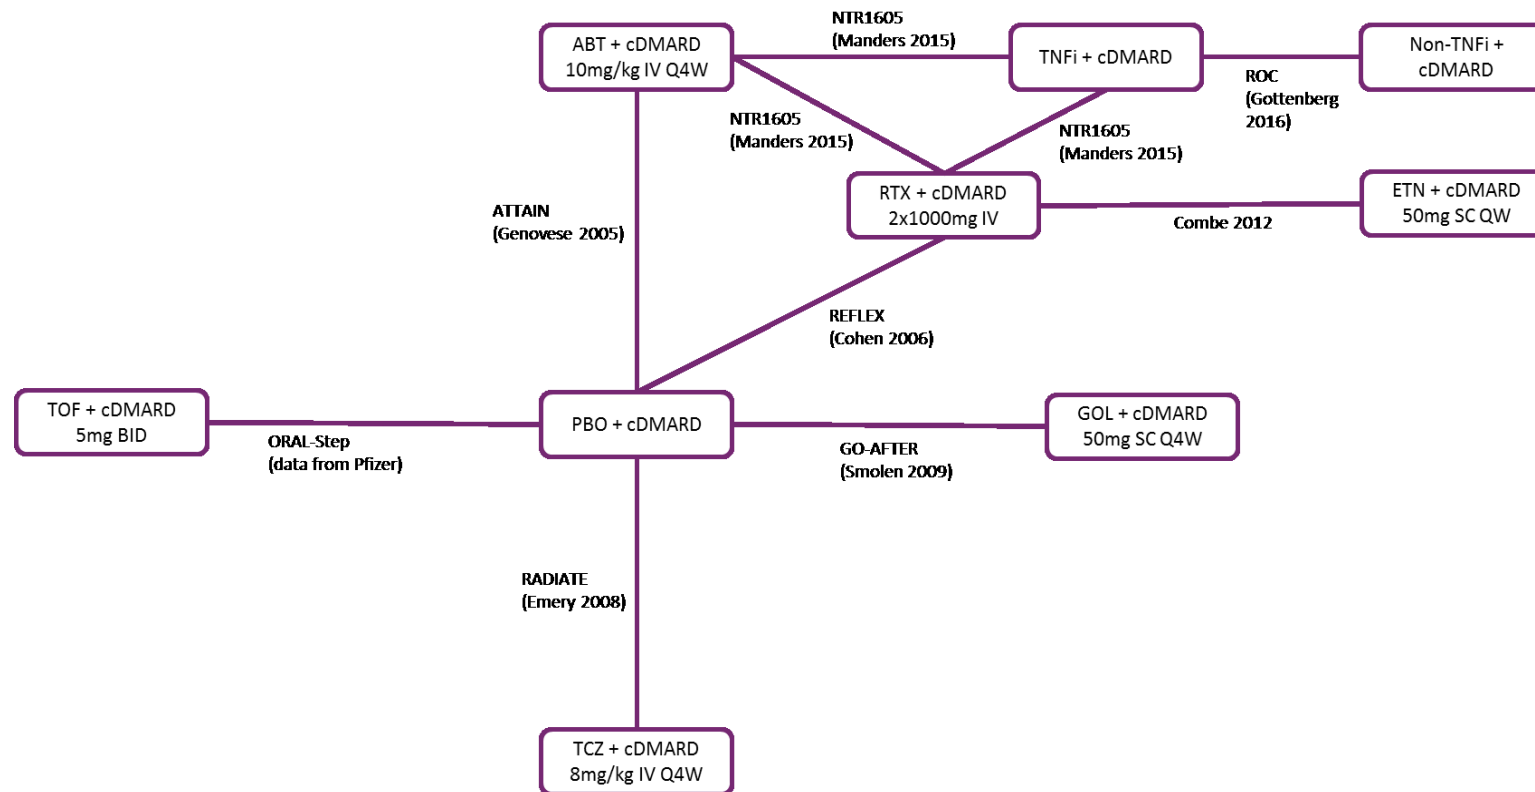 NTR1605
(Manders 2015)
ABT + cDMARD
10mg/kg IV Q4W
TNFi + cDMARD
Non-TNFi +
cDMARD
ROC
(Gottenberg
2016)
NTR1605
(Manders 2015)
NTR1605
(Manders 2015)
RTX + cDMARD
2x1000mg IV
ETN + cDMARD
50mg SC QW
Combe 2012
ATTAIN
(Genovese 2005)
REFLEX
(Cohen 2006)
TOF + cDMARD
5mg BID
PBO + cDMARD
GOL + cDMARD
50mg SC Q4W
ORAL-Step
(data from Pfizer)
GO-AFTER
(Smolen 2009)
RADIATE
(Emery 2008)
TCZ + cDMARD
8mg/kg IV Q4W